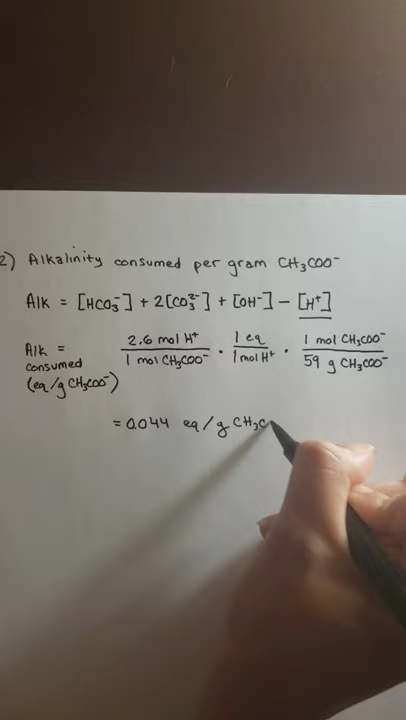 2) Alkalinity consumed per gram CH₃COO⁻
Alk = [HCO₃⁻] + 2[CO₃²⁻] + [OH⁻] - [H⁺]
Alk consumed (eq/g CH₃COO⁻) = 2.6 mol H⁺ / 1 mol CH₃COO⁻ · 1 eq / 1 mol H⁺ · 1 mol CH₃COO⁻ / 59 g CH₃COO⁻
= 0.044 eq/g CH₃C